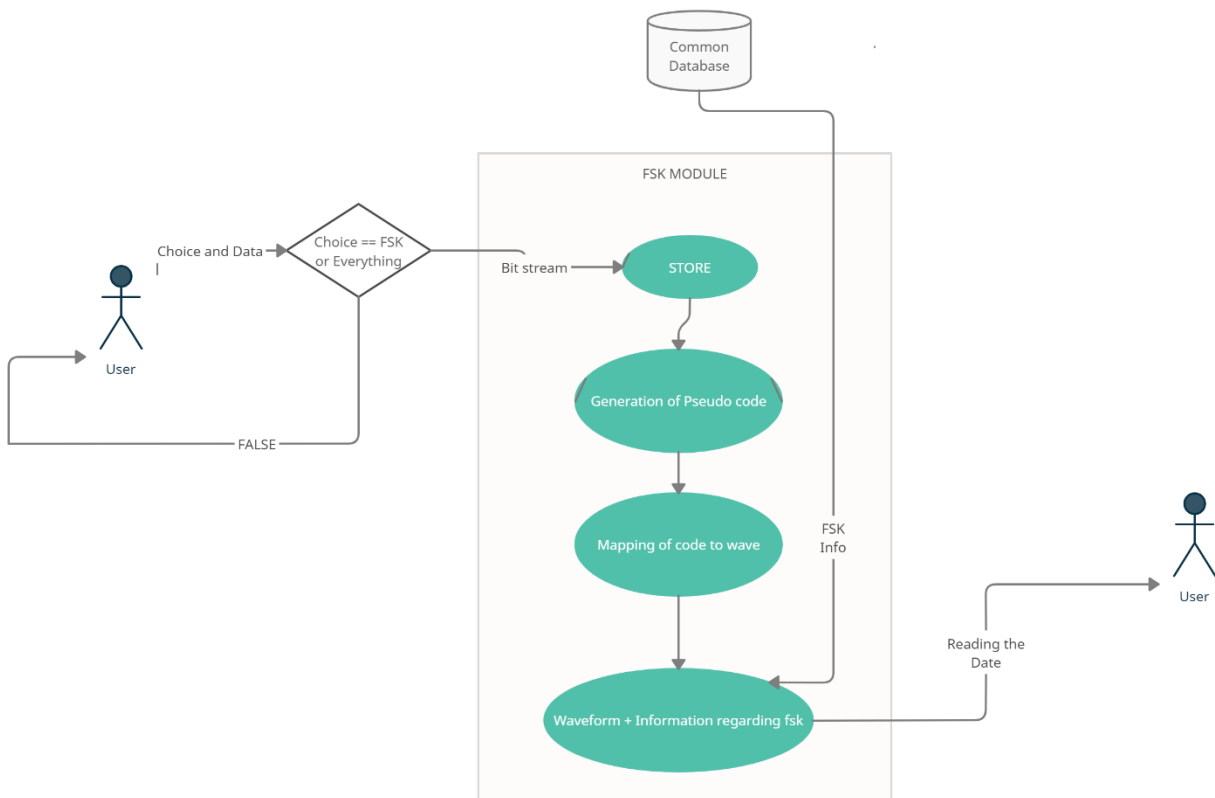 Common
Database
FSK MODULE
Choice and Data
Choice == FSK
or Everything
Bit stream
STORE
User
Generation of Pseudo code
FALSE
Mapping of code to wave
FSK
Info
User
Reading the
Date
Waveform + Information regarding fsk